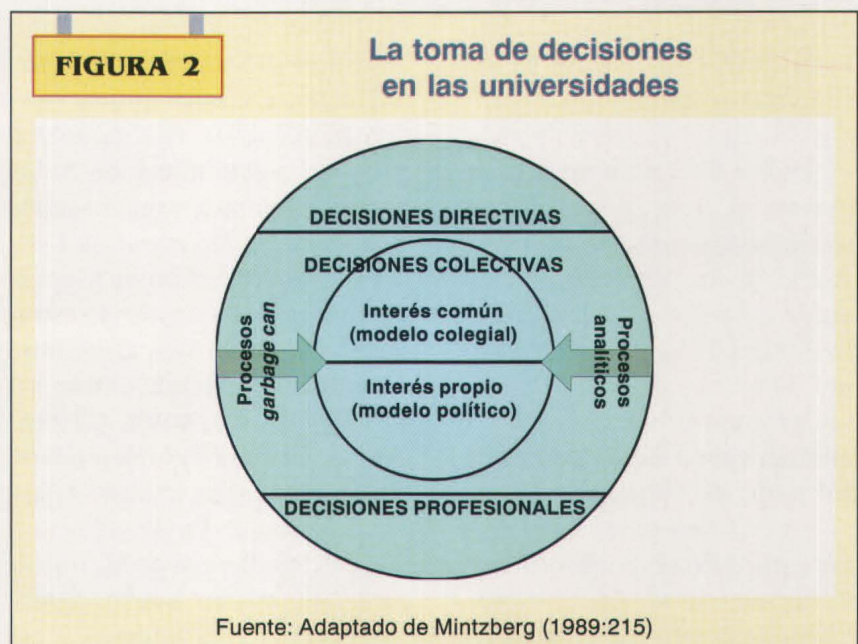 FIGURA 2
La toma de decisiones
en las universidades
DECISIONES DIRECTIVAS
DECISIONES COLECTIVAS
Interés común
(modelo colegial)
Procesos
garbage can
Procesos
analíticos
Interés propio
(modelo político)
DECISIONES PROFESIONALES
Fuente: Adaptado de Mintzberg (1989:215)